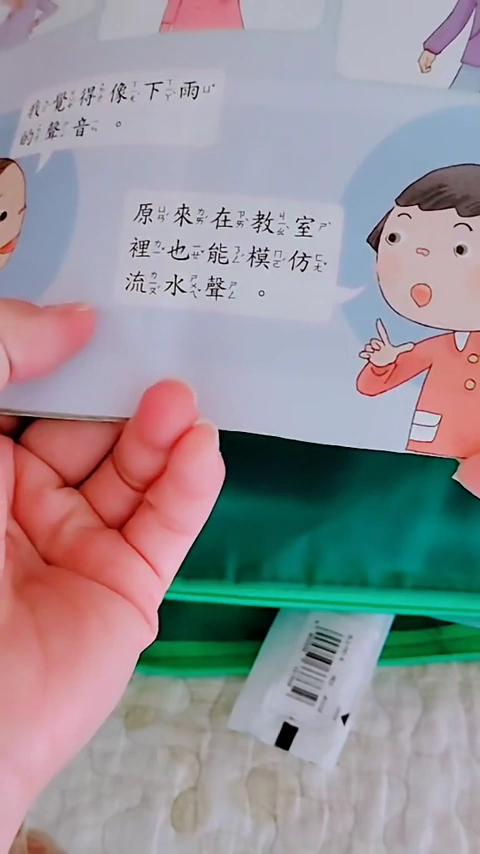 我覺得像下雨
的聲音。
原來在教室
裡也能模仿
流水聲。